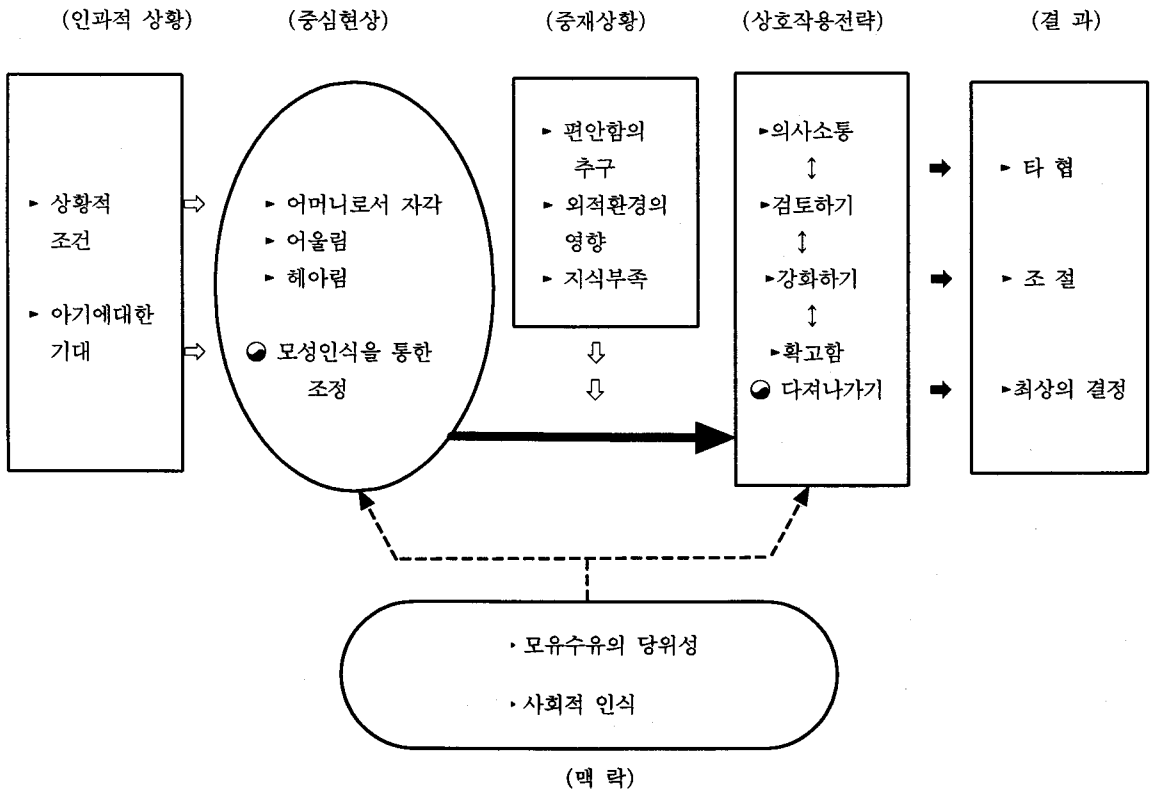 (인과적 상황)
(중심현상)
(중재상황)
(상호작용전략)
(결 과)
► 상황적
조건
► 아기에대한
기대
► 어머니로서 자각
► 어울림
► 헤아림
모성인식을 통한
조정
► 편안함의
추구
► 외적환경의
영향
► 지식부족
►의사소통
↕
►검토하기
↕
►강화하기
↕
►확고함
다져나가기
► 타 협
► 조 절
►최상의 결정
‣ 모유수유의 당위성
‣ 사회적 인식
(맥 락)